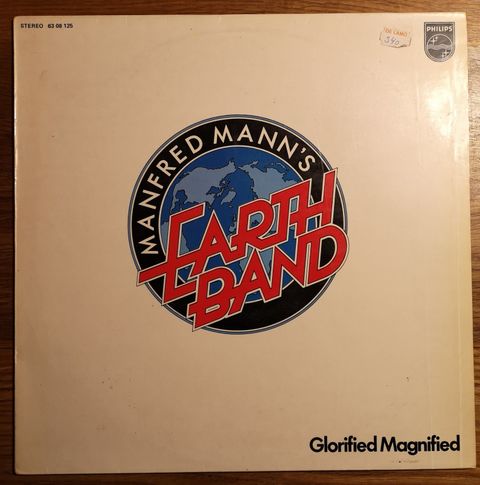 STEREO 63 08 125
PHILIPS
MANFRED MANN'S
EARTH
BAND
Glorified Magnified